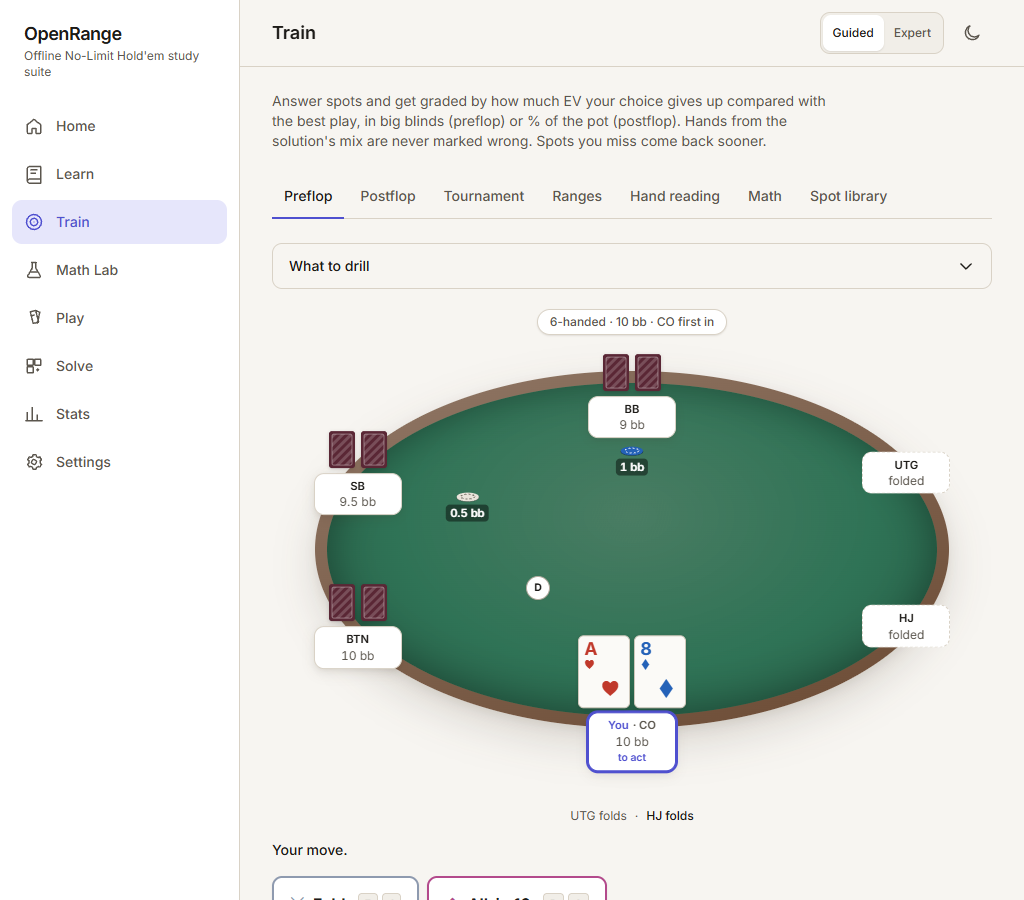 OpenRange
Offline No-Limit Hold'em study
suite
Home
Learn
Train
Math Lab
Play
Solve
Stats
Settings
Train
Guided
Expert
Answer spots and get graded by how much EV your choice gives up compared with
the best play, in big blinds (preflop) or % of the pot (postflop). Hands from the
solution's mix are never marked wrong. Spots you miss come back sooner.
Preflop
Postflop
Tournament
Ranges
Hand reading
Math
Spot library
What to drill
6-handed · 10 bb · CO first in
BB
9 bb
1 bb
UTG
folded
SB
9.5 bb
0.5 bb
D
BTN
10 bb
HJ
folded
A
8
You · CO
10 bb
to act
UTG folds · HJ folds
Your move.